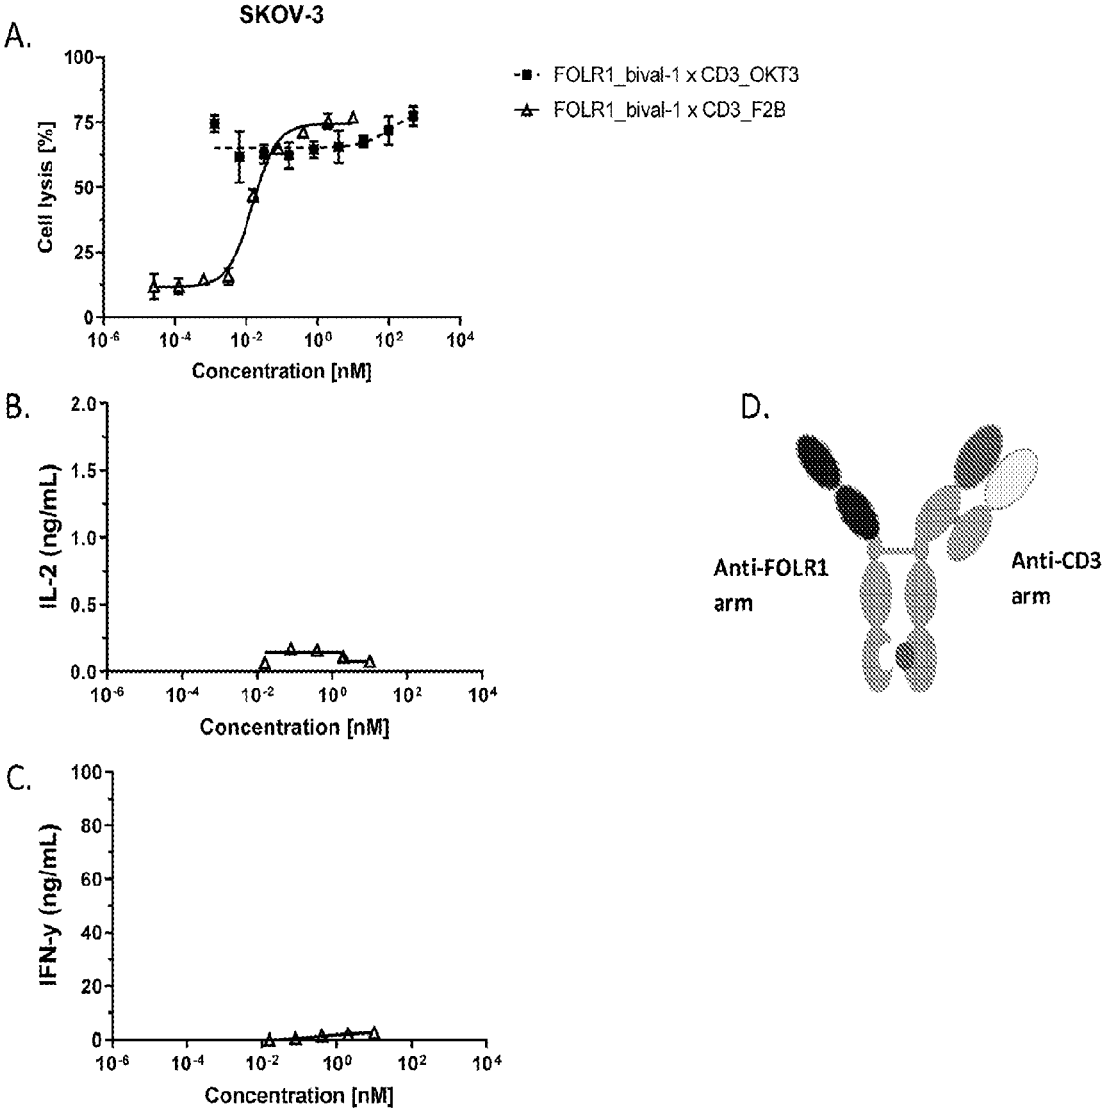 SKOV-3
A.
100
75
50
25
0
Cell lysis [%]
10-6
10-4
10-2
100
102
104
Concentration [nM]
FOLR1_bival-1 x CD3_OKT3
FOLR1_bival-1 x CD3_F2B
B.
2.0
1.5
1.0
0.5
0.0
IL-2 (ng/mL)
10-6
10-4
10-2
100
102
104
Concentration [nM]
C.
100
80
60
40
20
0
IFN-y (ng/mL)
10-6
10-4
10-2
100
102
104
Concentration [nM]
D.
Anti-FOLR1
arm
Anti-CD3
arm